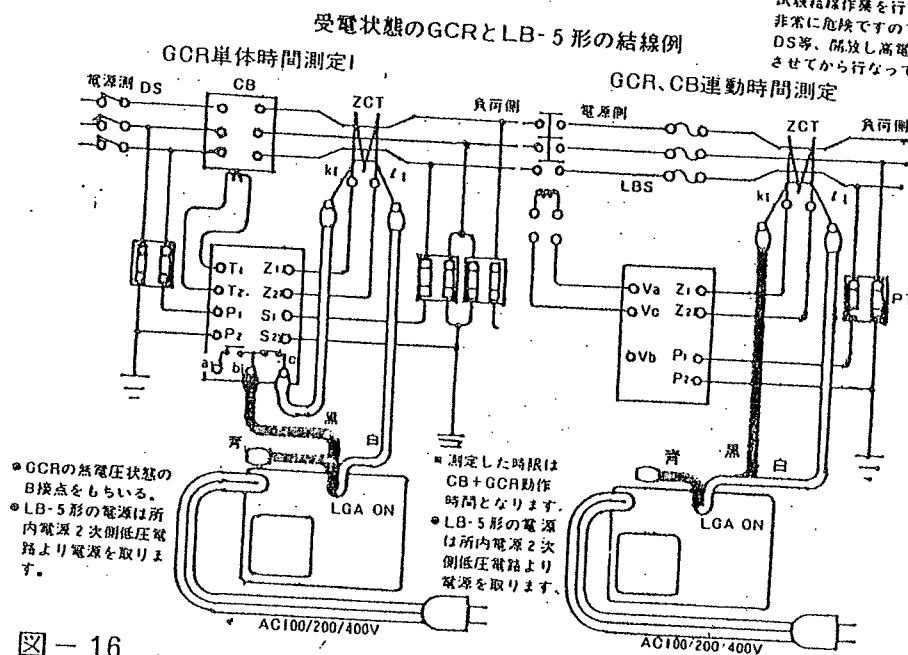 試験結線作業を行
非常に危険ですので
DS等、開放し高電
させてから行なって
受電状態のGCRとLB-5形の結線例
GCR単体時間測定
GCR、CB連動時間測定
電源測
DS
CB
ZCT
負荷側
k1
l1
T1
Z1
T2
Z2
P1
S1
P2
S2
a
b
c
黒
青
白
LGA ON
AC100/200/400V
●GCRの無電圧状態の
B接点をもちいる。
●LB-5形の電源は所
内電源2次側低圧電
路より電源を取りま
す。
電源側
ZCT
負荷側
LBS
k1
l1
Va
Z1
Vc
Z2
Vb
P1
P2
PT
黒
青
白
LGA ON
AC100/200/400V
■測定した時限は
CB+GCR動作
時間となります。
●LB-5形の電源
は所内電源2次
側低圧電路より
電源を取ります。
図-16